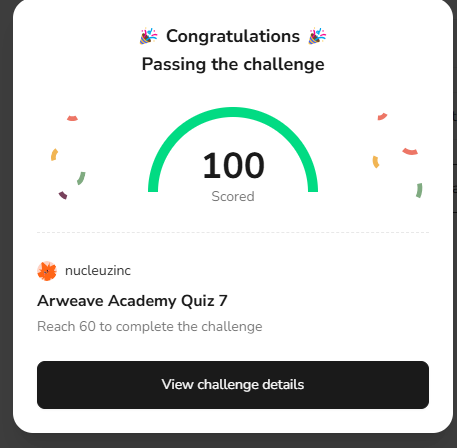 🎉 Congratulations 🎉
Passing the challenge
100
Scored
nucleuzinc
Arweave Academy Quiz 7
Reach 60 to complete the challenge
View challenge details